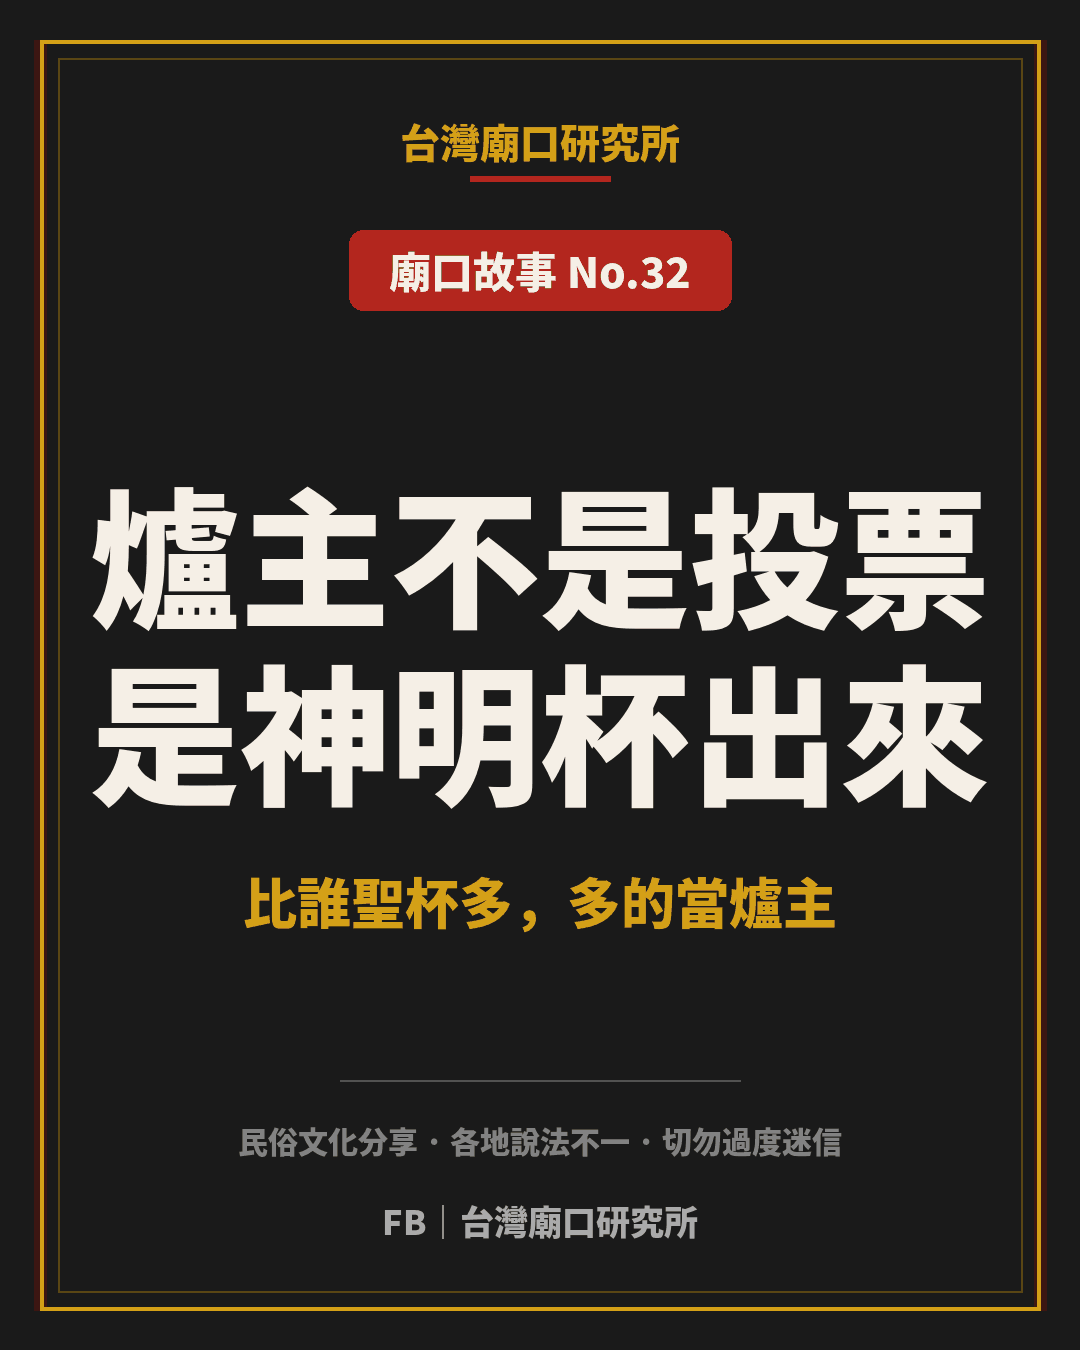 台灣廟口研究所
廟口故事 No.32
爐主不是投票
是神明杯出來
比誰聖杯多，多的當爐主
民俗文化分享·各地說法不一·切勿過度迷信
FB｜台灣廟口研究所